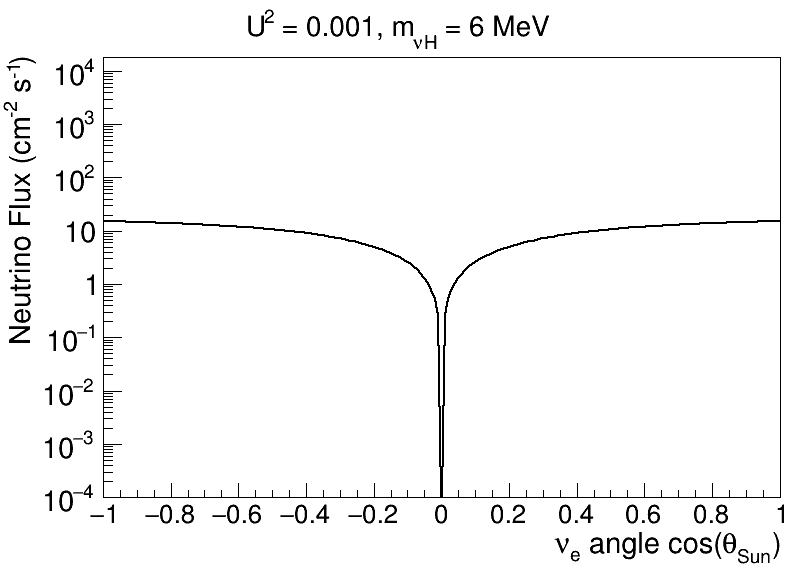 U² = 0.001, m_νH = 6 MeV
Neutrino Flux (cm⁻² s⁻¹)
10⁴
10³
10²
10
1
10⁻¹
10⁻²
10⁻³
10⁻⁴
−1 −0.8 −0.6 −0.4 −0.2 0 0.2 0.4 0.6 0.8 1
ν_e angle cos(θ_Sun)